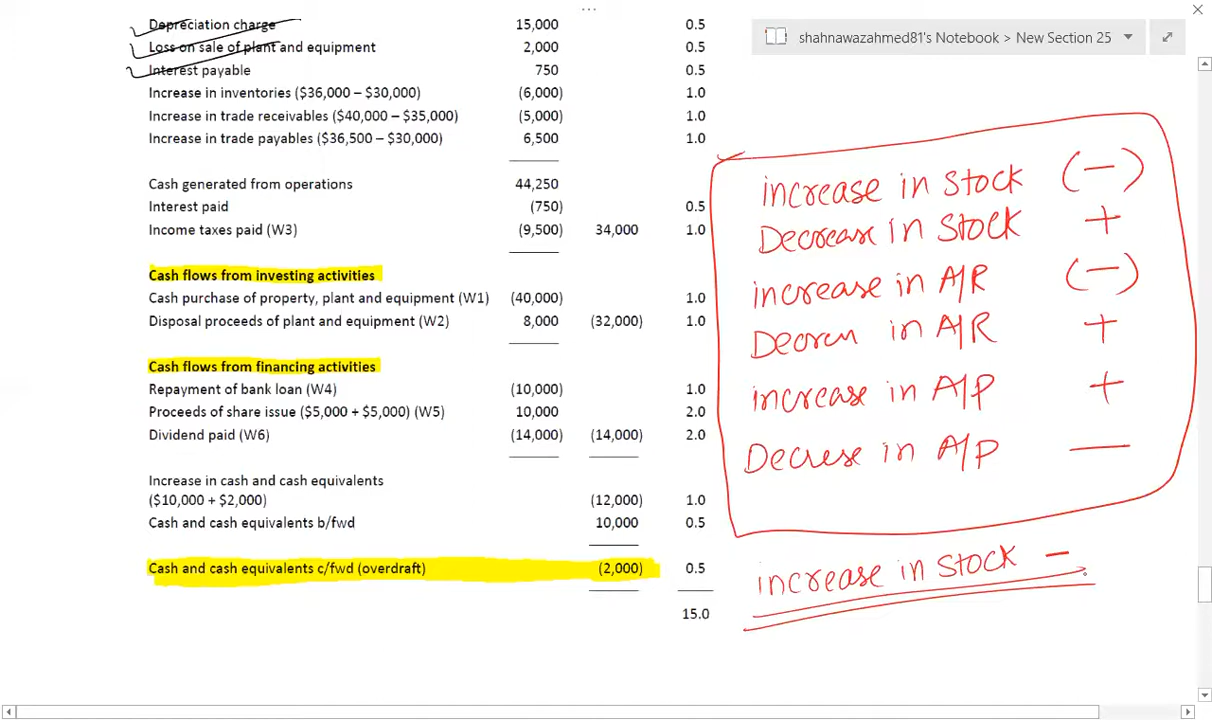 Depreciation charge 15,000 0.5
Loss on sale of plant and equipment 2,000 0.5
Interest payable 750 0.5
Increase in inventories ($36,000 – $30,000) (6,000) 1.0
Increase in trade receivables ($40,000 – $35,000) (5,000) 1.0
Increase in trade payables ($36,500 – $30,000) 6,500 1.0
Cash generated from operations 44,250
Interest paid (750) 0.5
Income taxes paid (W3) (9,500) 34,000 1.0
Cash flows from investing activities
Cash purchase of property, plant and equipment (W1) (40,000) 1.0
Disposal proceeds of plant and equipment (W2) 8,000 (32,000) 1.0
Cash flows from financing activities
Repayment of bank loan (W4) (10,000) 1.0
Proceeds of share issue ($5,000 + $5,000) (W5) 10,000 2.0
Dividend paid (W6) (14,000) (14,000) 2.0
Increase in cash and cash equivalents
($10,000 + $2,000) (12,000) 1.0
Cash and cash equivalents b/fwd 10,000 0.5
Cash and cash equivalents c/fwd (overdraft) (2,000) 0.5
15.0
shahnawazahmed81's Notebook > New Section 25
increase in Stock (−)
Decrease in Stock +
increase in A/R (−)
Decren in A/R +
increase in A/P +
Decrese in A/P —
increase in Stock −